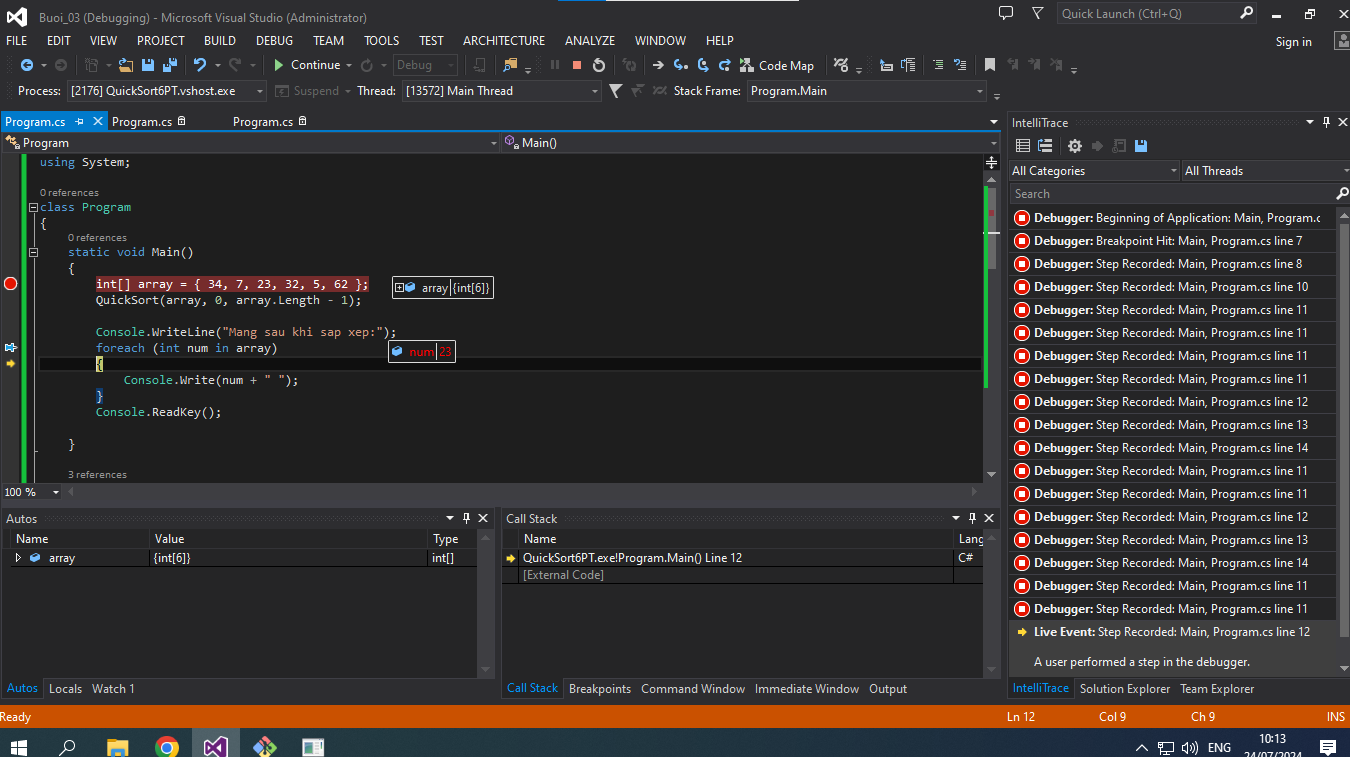 Buoi_03 (Debugging) - Microsoft Visual Studio (Administrator)
Quick Launch (Ctrl+Q)
FILE EDIT VIEW PROJECT BUILD DEBUG TEAM TOOLS TEST ARCHITECTURE ANALYZE WINDOW HELP
Sign in
Continue Debug Code Map
Process: [2176] QuickSort6PT.vshost.exe Suspend Thread: [13572] Main Thread Stack Frame: Program.Main
Program.cs Program.cs Program.cs
Program Main()
using System;
0 references
class Program
{
0 references
static void Main()
{
int[] array = { 34, 7, 23, 32, 5, 62 };
array {int[6]}
QuickSort(array, 0, array.Length - 1);
Console.WriteLine("Mang sau khi sap xep:");
foreach (int num in array)
num 23
{
Console.Write(num + " ");
}
Console.ReadKey();
}
3 references
100 %
Autos
Name Value Type
array {int[6]} int[]
Autos Locals Watch 1
Call Stack
Name Lang
QuickSort6PT.exe!Program.Main() Line 12 C#
[External Code]
Call Stack Breakpoints Command Window Immediate Window Output
IntelliTrace
All Categories All Threads
Search
Debugger: Beginning of Application: Main, Program.c
Debugger: Breakpoint Hit: Main, Program.cs line 7
Debugger: Step Recorded: Main, Program.cs line 8
Debugger: Step Recorded: Main, Program.cs line 10
Debugger: Step Recorded: Main, Program.cs line 11
Debugger: Step Recorded: Main, Program.cs line 11
Debugger: Step Recorded: Main, Program.cs line 11
Debugger: Step Recorded: Main, Program.cs line 11
Debugger: Step Recorded: Main, Program.cs line 12
Debugger: Step Recorded: Main, Program.cs line 13
Debugger: Step Recorded: Main, Program.cs line 14
Debugger: Step Recorded: Main, Program.cs line 11
Debugger: Step Recorded: Main, Program.cs line 11
Debugger: Step Recorded: Main, Program.cs line 12
Debugger: Step Recorded: Main, Program.cs line 13
Debugger: Step Recorded: Main, Program.cs line 14
Debugger: Step Recorded: Main, Program.cs line 11
Debugger: Step Recorded: Main, Program.cs line 11
Live Event: Step Recorded: Main, Program.cs line 12
A user performed a step in the debugger.
IntelliTrace Solution Explorer Team Explorer
Ready Ln 12 Col 9 Ch 9 INS
ENG
10:13
24/07/2024